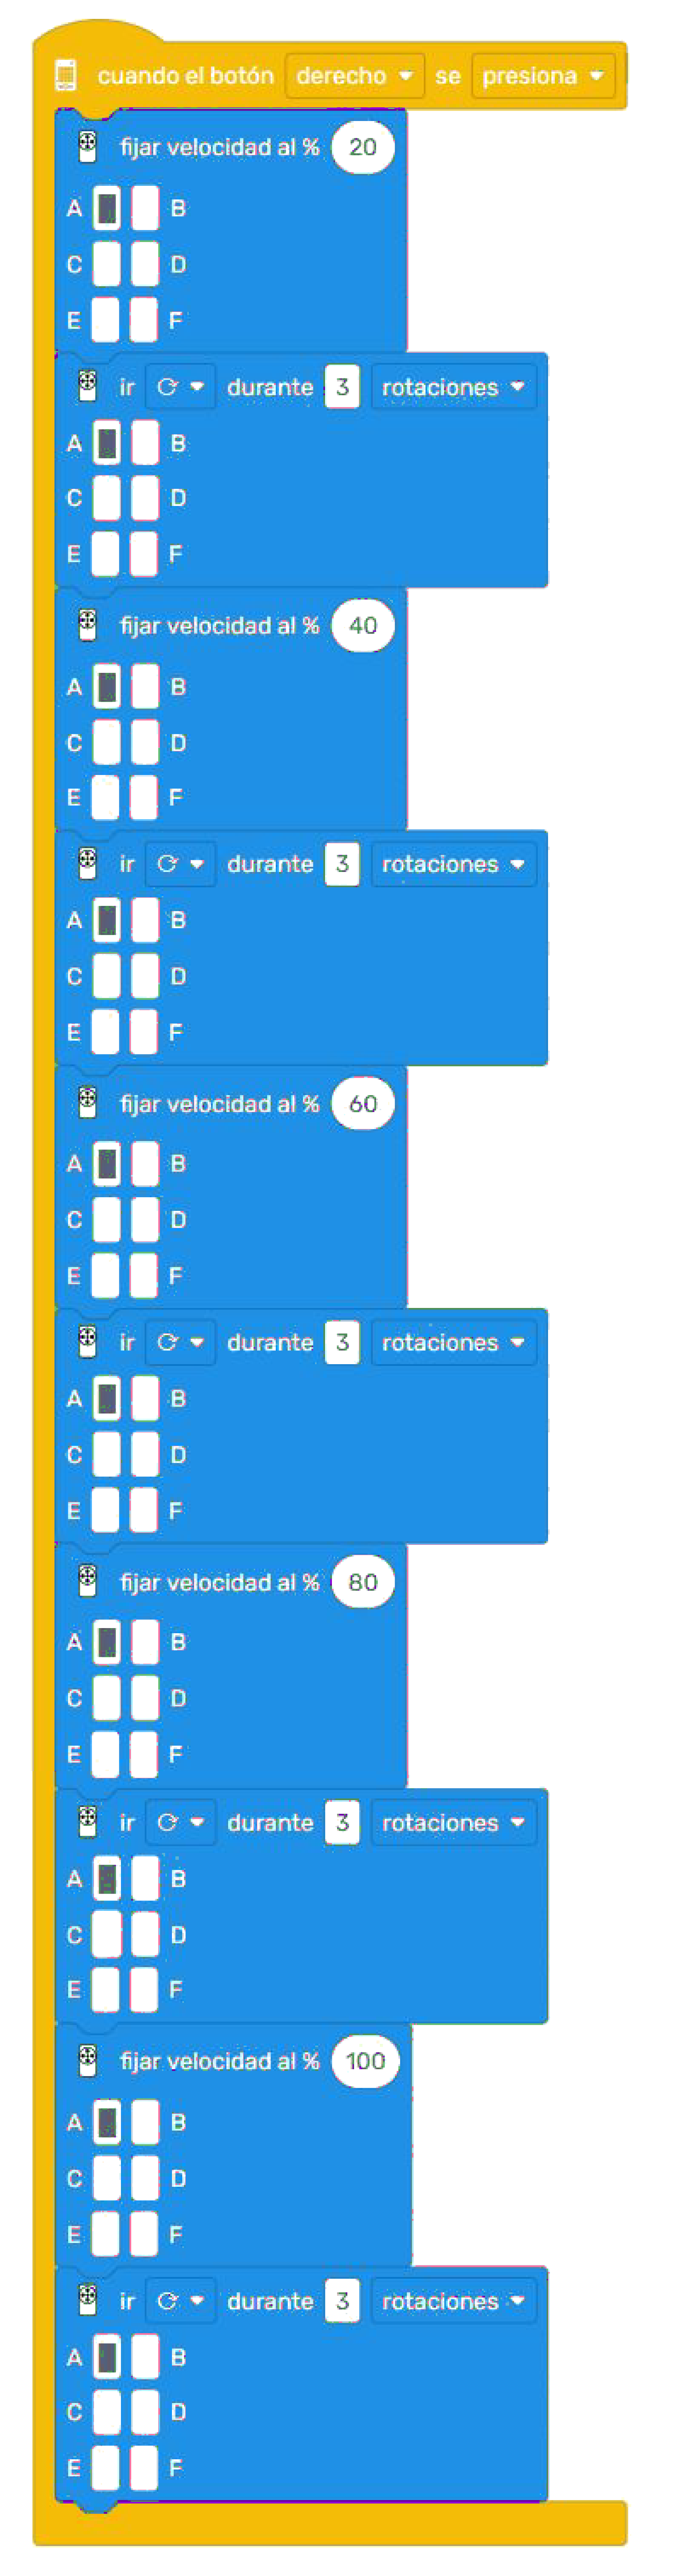 cuando el botón derecho se presiona
fijar velocidad al % 20
A B
C D
E F
ir durante 3 rotaciones
A B
C D
E F
fijar velocidad al % 40
A B
C D
E F
ir durante 3 rotaciones
A B
C D
E F
fijar velocidad al % 60
A B
C D
E F
ir durante 3 rotaciones
A B
C D
E F
fijar velocidad al % 80
A B
C D
E F
ir durante 3 rotaciones
A B
C D
E F
fijar velocidad al % 100
A B
C D
E F
ir durante 3 rotaciones
A B
C D
E F